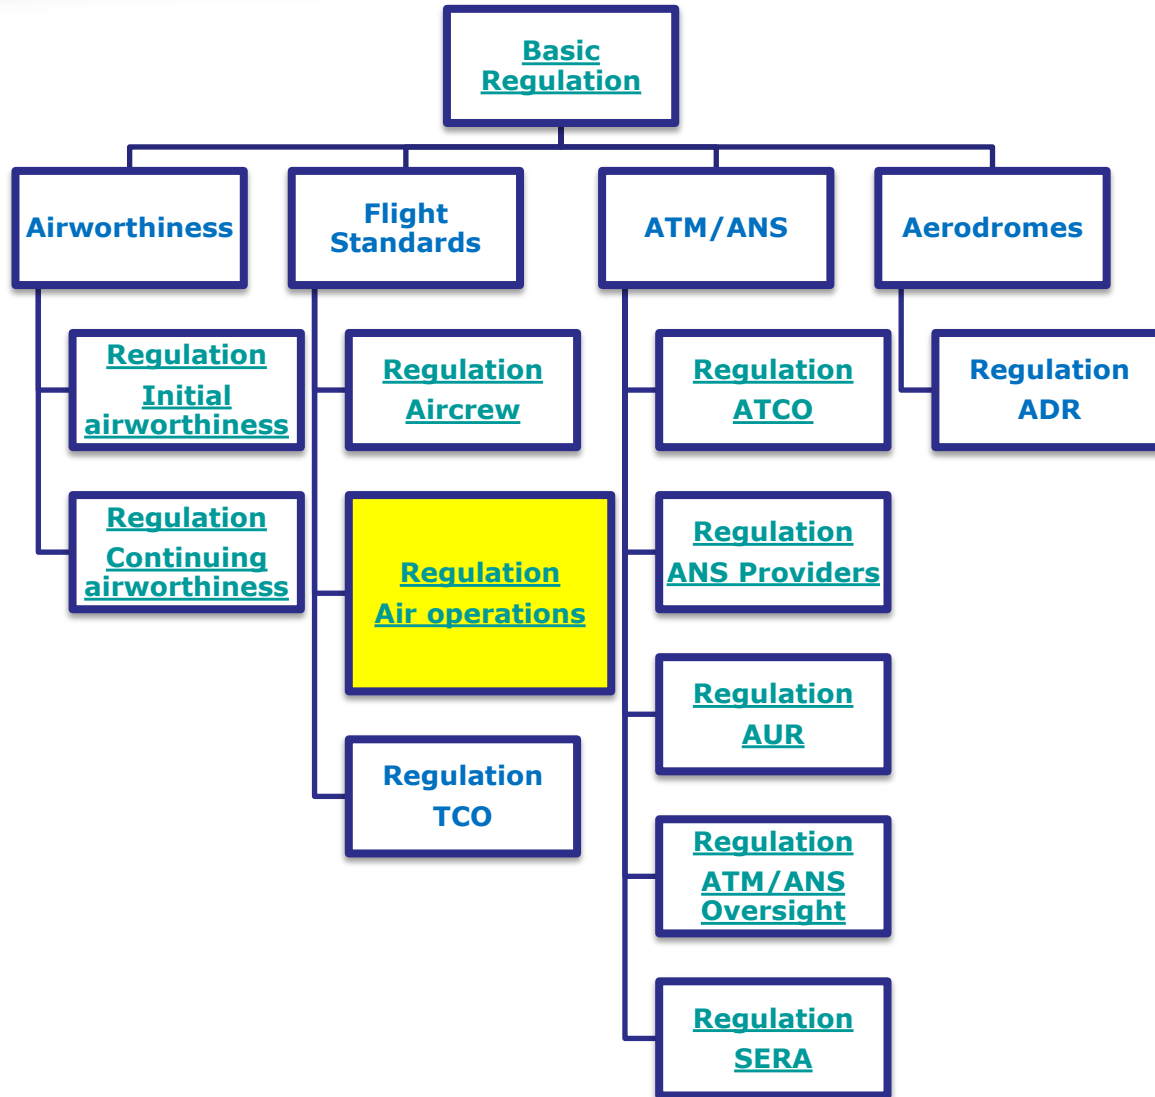 Basic
Regulation
Airworthiness
Flight
Standards
ATM/ANS
Aerodromes
Regulation
Initial
airworthiness
Regulation
Continuing
airworthiness
Regulation
Aircrew
Regulation
Air operations
Regulation
TCO
Regulation
ATCO
Regulation
ANS Providers
Regulation
AUR
Regulation
ATM/ANS
Oversight
Regulation
SERA
Regulation
ADR